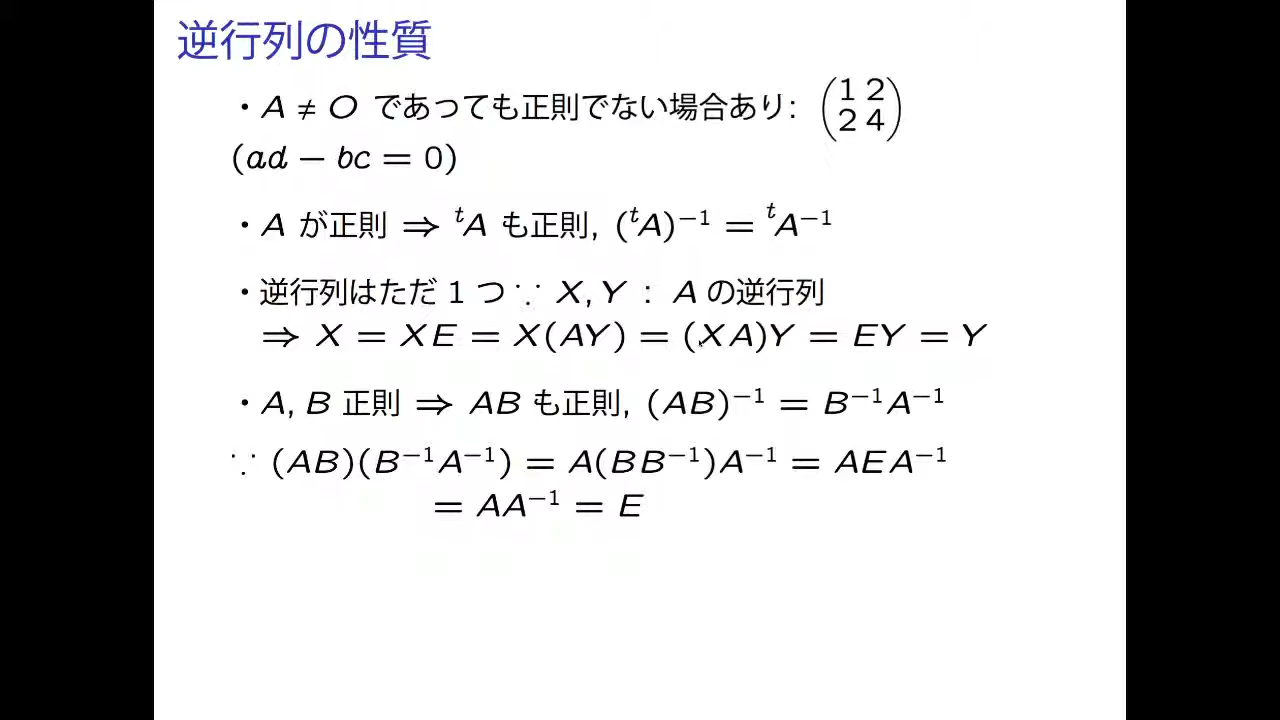 逆行列の性質
・A ≠ O であっても正則でない場合あり: (1 2
2 4)
(ad − bc = 0)
・A が正則 ⇒ ᵗA も正則, (ᵗA)⁻¹ = ᵗA⁻¹
・逆行列はただ 1 つ ∵ X, Y : A の逆行列
⇒ X = XE = X(AY) = (XA)Y = EY = Y
・A, B 正則 ⇒ AB も正則, (AB)⁻¹ = B⁻¹A⁻¹
∵ (AB)(B⁻¹A⁻¹) = A(BB⁻¹)A⁻¹ = AEA⁻¹
= AA⁻¹ = E